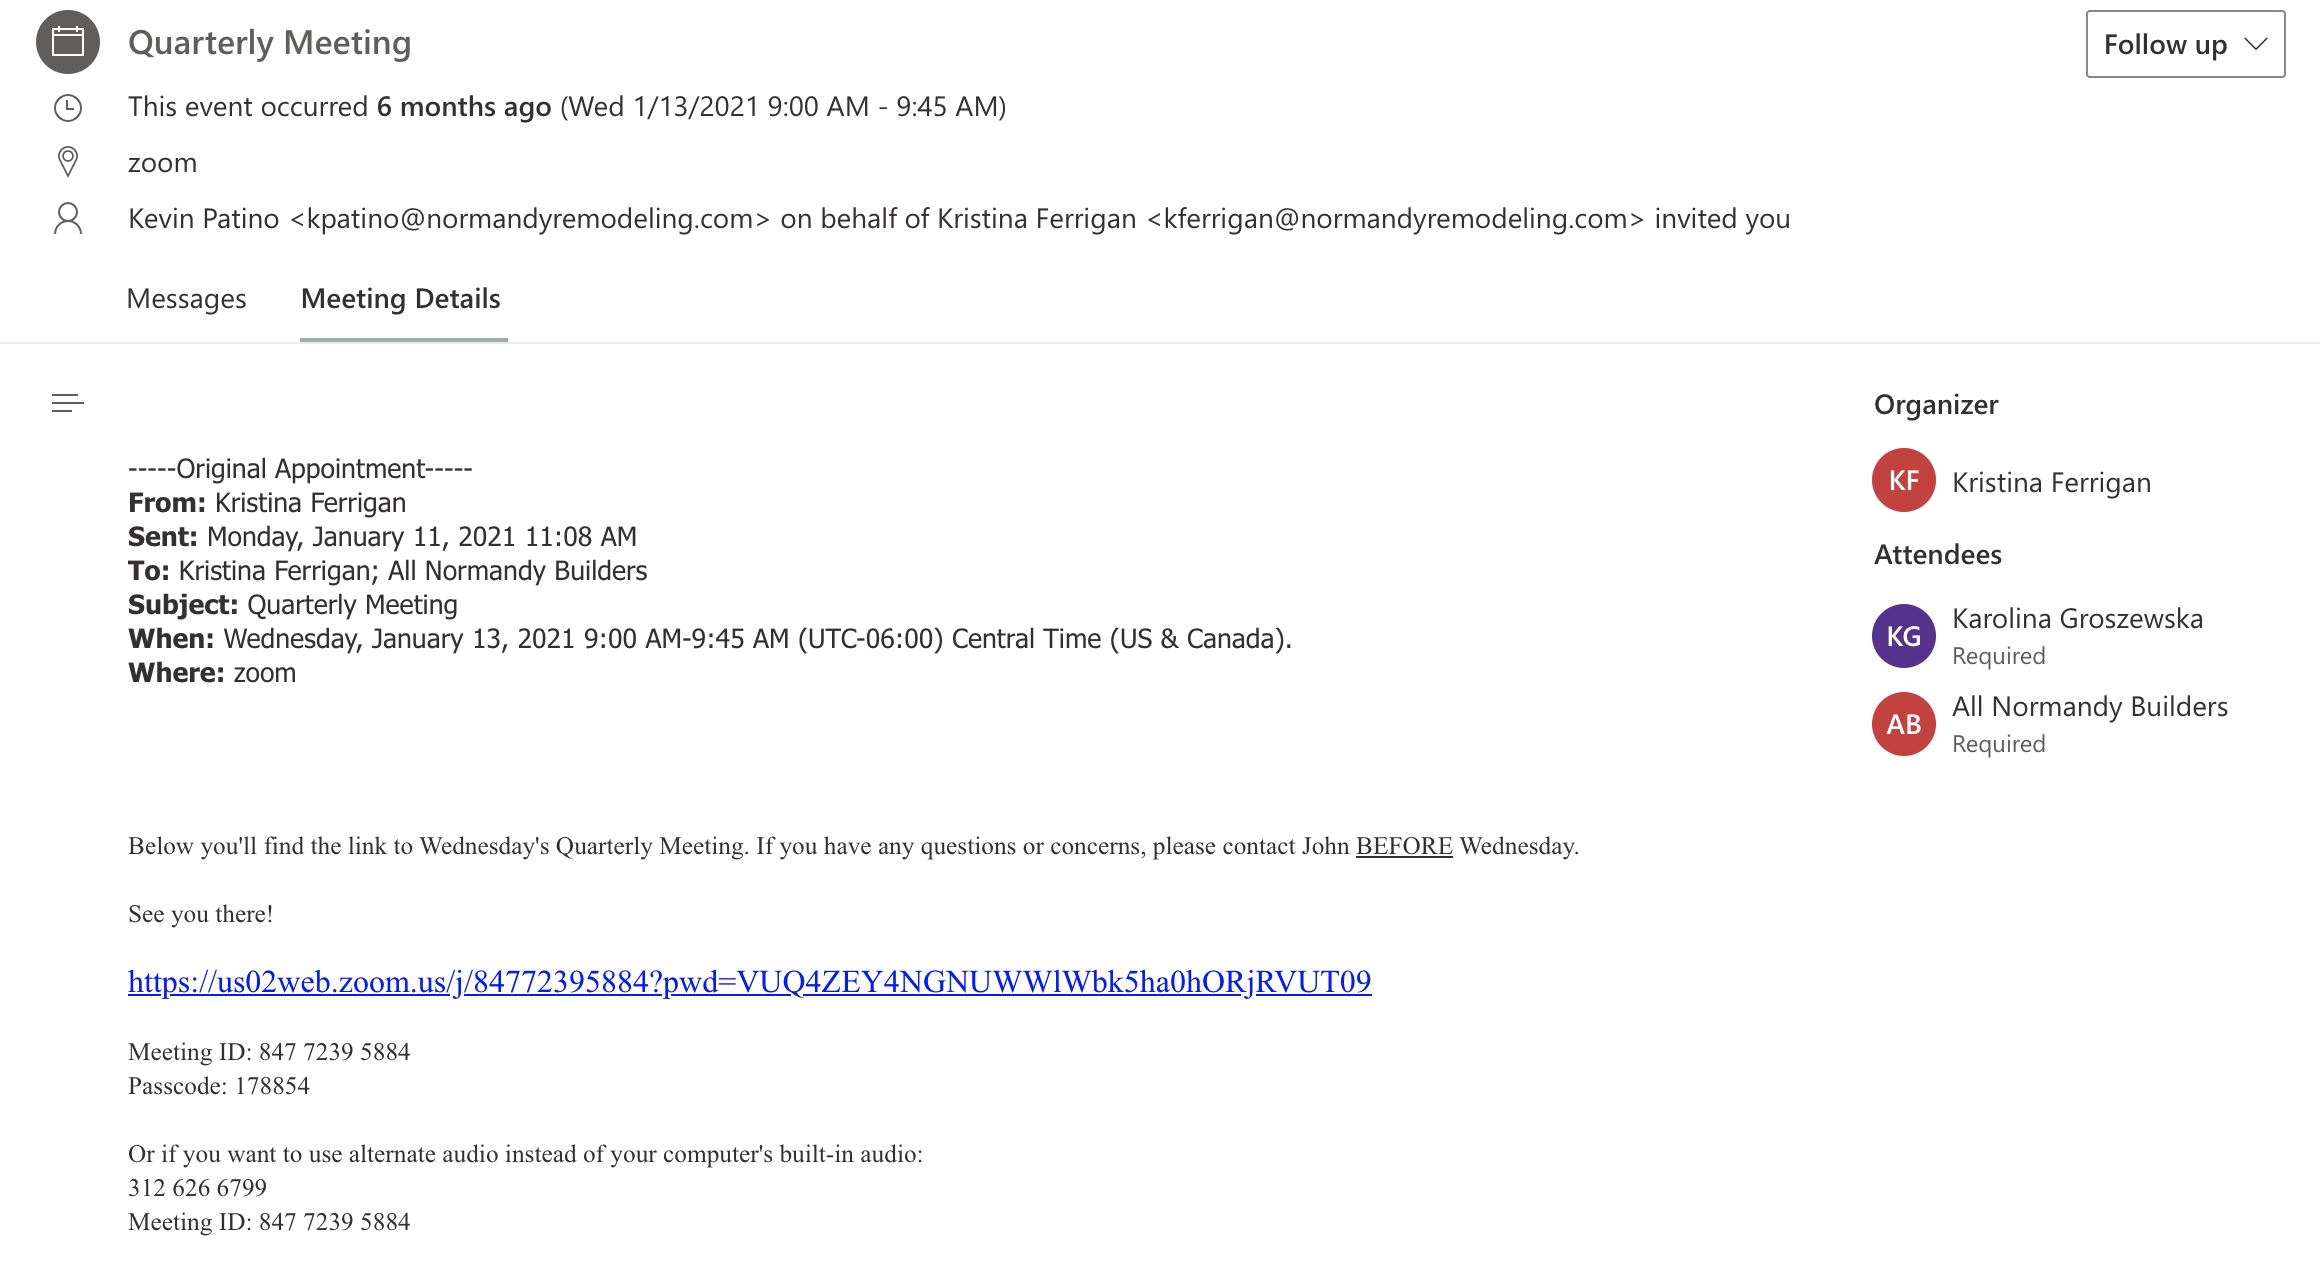 Quarterly Meeting
Follow up
This event occurred 6 months ago (Wed 1/13/2021 9:00 AM - 9:45 AM)
zoom
Kevin Patino <kpatino@normandyremodeling.com> on behalf of Kristina Ferrigan <kferrigan@normandyremodeling.com> invited you
Messages
Meeting Details
-----Original Appointment-----
From: Kristina Ferrigan
Sent: Monday, January 11, 2021 11:08 AM
To: Kristina Ferrigan; All Normandy Builders
Subject: Quarterly Meeting
When: Wednesday, January 13, 2021 9:00 AM-9:45 AM (UTC-06:00) Central Time (US & Canada).
Where: zoom
Below you'll find the link to Wednesday's Quarterly Meeting. If you have any questions or concerns, please contact John BEFORE Wednesday.
See you there!
https://us02web.zoom.us/j/84772395884?pwd=VUQ4ZEY4NGNUWWlWbk5ha0hORjRVUT09
Meeting ID: 847 7239 5884
Passcode: 178854
Or if you want to use alternate audio instead of your computer's built-in audio:
312 626 6799
Meeting ID: 847 7239 5884
Organizer
KF
Kristina Ferrigan
Attendees
KG
Karolina Groszewska
Required
AB
All Normandy Builders
Required